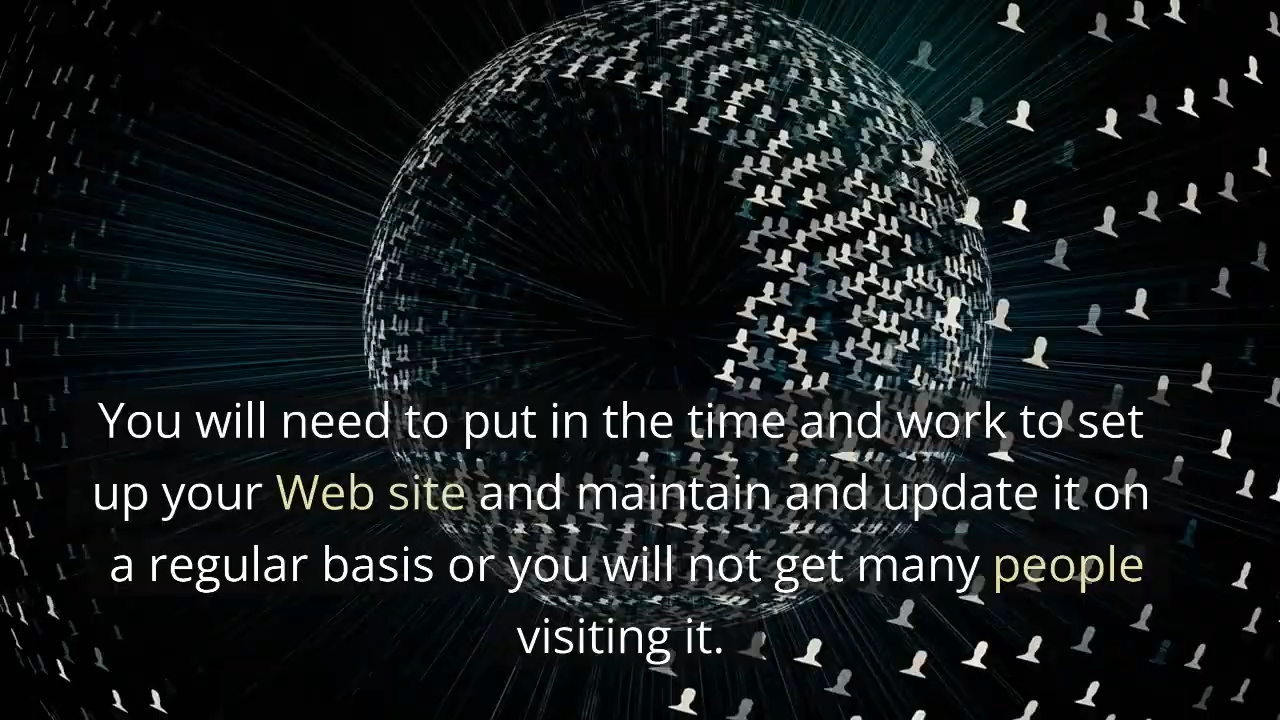 You will need to put in the time and work to set
up your Web site and maintain and update it on
a regular basis or you will not get many people
visiting it.